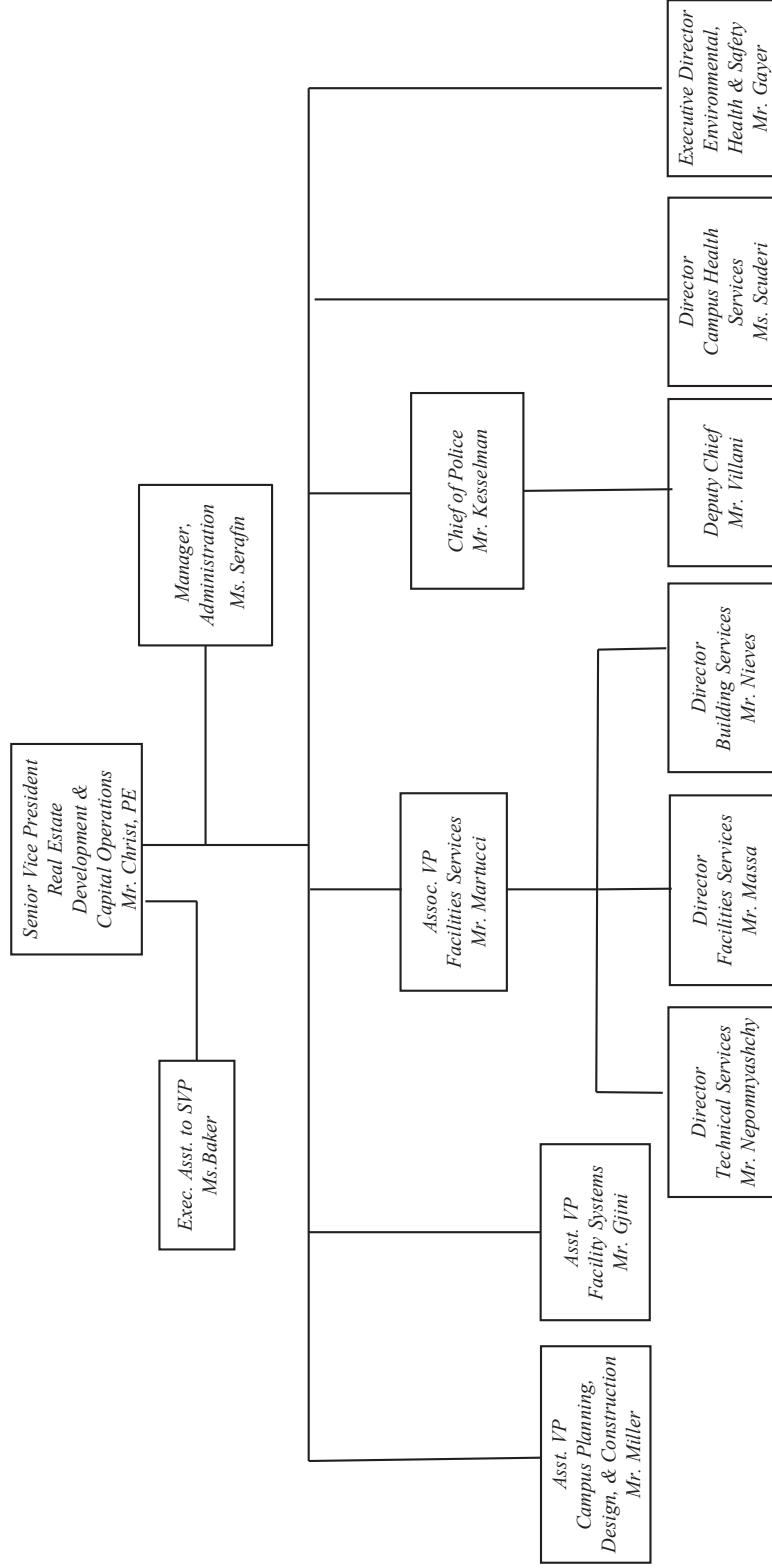 Senior Vice President
Real Estate
Development &
Capital Operations
Mr. Christ, PE
Exec. Asst. to SVP
Ms.Baker
Manager,
Administration
Ms. Serafin
Asst. VP
Campus Planning,
Design, & Construction
Mr. Miller
Asst. VP
Facility Systems
Mr. Gjini
Assoc. VP
Facilities Services
Mr. Martucci
Chief of Police
Mr. Kesselman
Director
Technical Services
Mr. Nepomnyashchy
Director
Facilities Services
Mr. Massa
Director
Building Services
Mr. Nieves
Deputy Chief
Mr. Villani
Director
Campus Health
Services
Ms. Scuderi
Executive Director
Environmental,
Health & Safety
Mr. Gayer